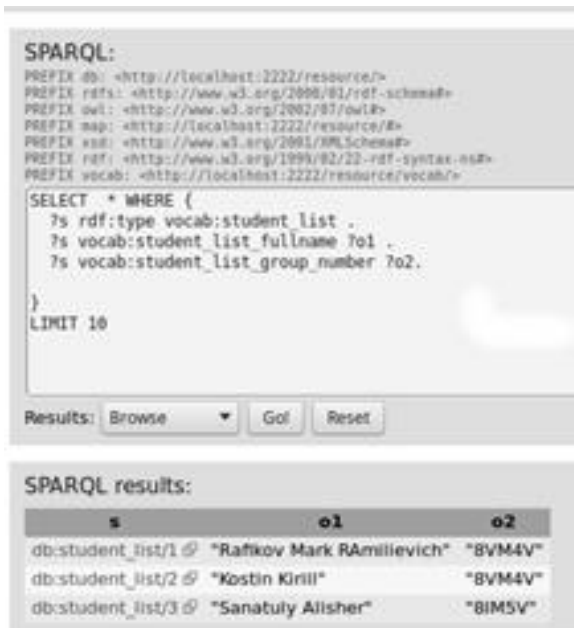 SPARQL:
PREFIX db: <http://localhost:2222/resource/>
PREFIX rdfs: <http://www.w3.org/2000/01/rdf-schema#>
PREFIX owl: <http://www.w3.org/2002/07/owl#>
PREFIX map: <http://localhost:2222/resource/#>
PREFIX xsd: <http://www.w3.org/2001/XMLSchema#>
PREFIX rdf: <http://www.w3.org/1999/02/22-rdf-syntax-ns#>
PREFIX vocab: <http://localhost:2222/resource/vocab/>
SELECT * WHERE {
?s rdf:type vocab:student_list .
?s vocab:student_list_fullname ?o1 .
?s vocab:student_list_group_number ?o2.
}
LIMIT 10
Results: Browse Go! Reset
SPARQL results:
s o1 o2
db:student_list/1 "Rafikov Mark RAmilievich" "8VM4V"
db:student_list/2 "Kostin Kirill" "8VM4V"
db:student_list/3 "Sanatuly Alisher" "8IM5V"